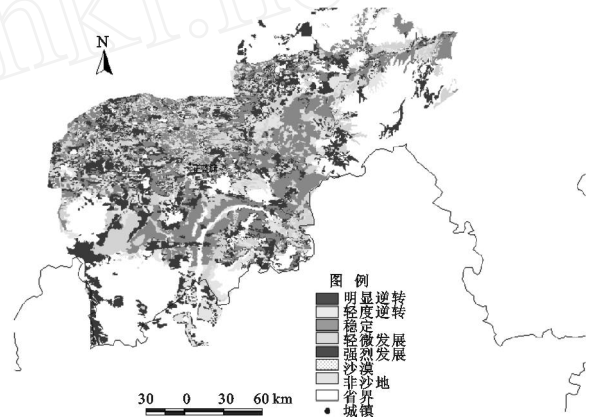 N
图 例
明显逆转
轻度逆转
稳定
轻微发展
强烈发展
沙漠
非沙地
省界
城镇
30 0 30 60 km